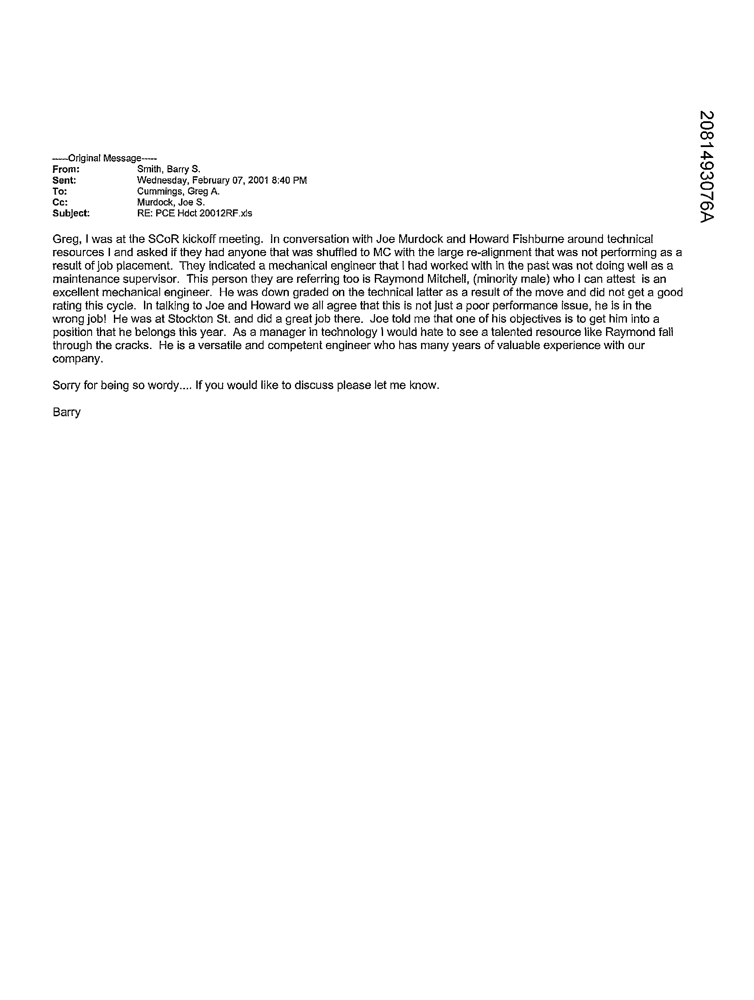 2081493076A
-----Original Message-----
From: Smith, Barry S.
Sent: Wednesday, February 07, 2001 8:40 PM
To: Cummings, Greg A.
Cc: Murdock, Joe S.
Subject: RE: PCE Hdct 20012RF.xls
Greg, I was at the SCoR kickoff meeting. In conversation with Joe Murdock and Howard Fishburne around technical
resources I and asked if they had anyone that was shuffled to MC with the large re-alignment that was not performing as a
result of job placement. They indicated a mechanical engineer that I had worked with in the past was not doing well as a
maintenance supervisor. This person they are referring too is Raymond Mitchell, (minority male) who I can attest is an
excellent mechanical engineer. He was down graded on the technical latter as a result of the move and did not get a good
rating this cycle. In talking to Joe and Howard we all agree that this is not just a poor performance issue, he is in the
wrong job! He was at Stockton St. and did a great job there. Joe told me that one of his objectives is to get him into a
position that he belongs this year. As a manager in technology I would hate to see a talented resource like Raymond fall
through the cracks. He is a versatile and competent engineer who has many years of valuable experience with our
company.
Sorry for being so wordy.... If you would like to discuss please let me know.
Barry